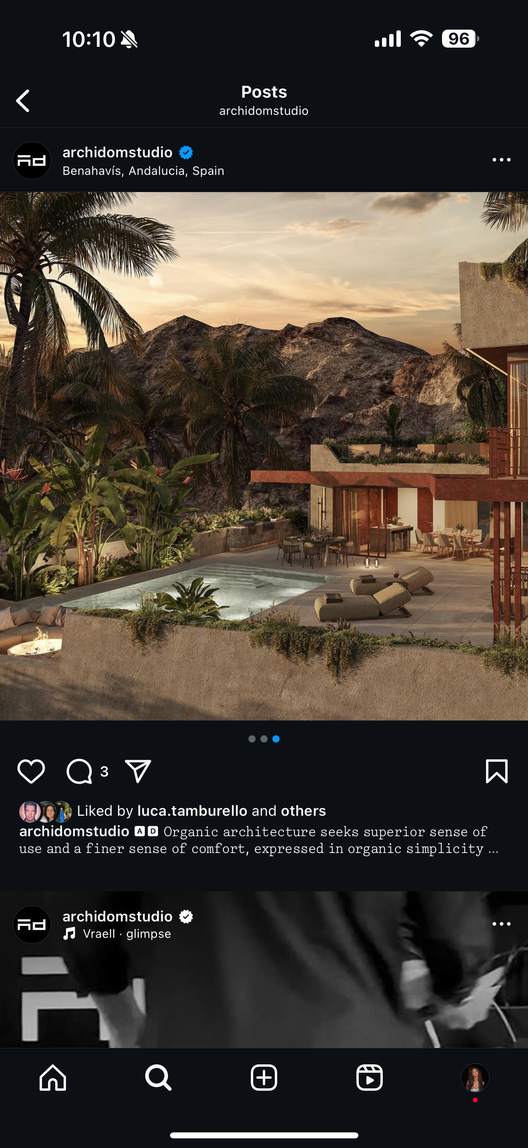 10:10
96
Posts
archidomstudio
archidomstudio
Benahavís, Andalucia, Spain
3
Liked by luca.tamburello and others
archidomstudio 🄰🄳 Organic architecture seeks superior sense of
use and a finer sense of comfort, expressed in organic simplicity ...
archidomstudio
Vraell · glimpse